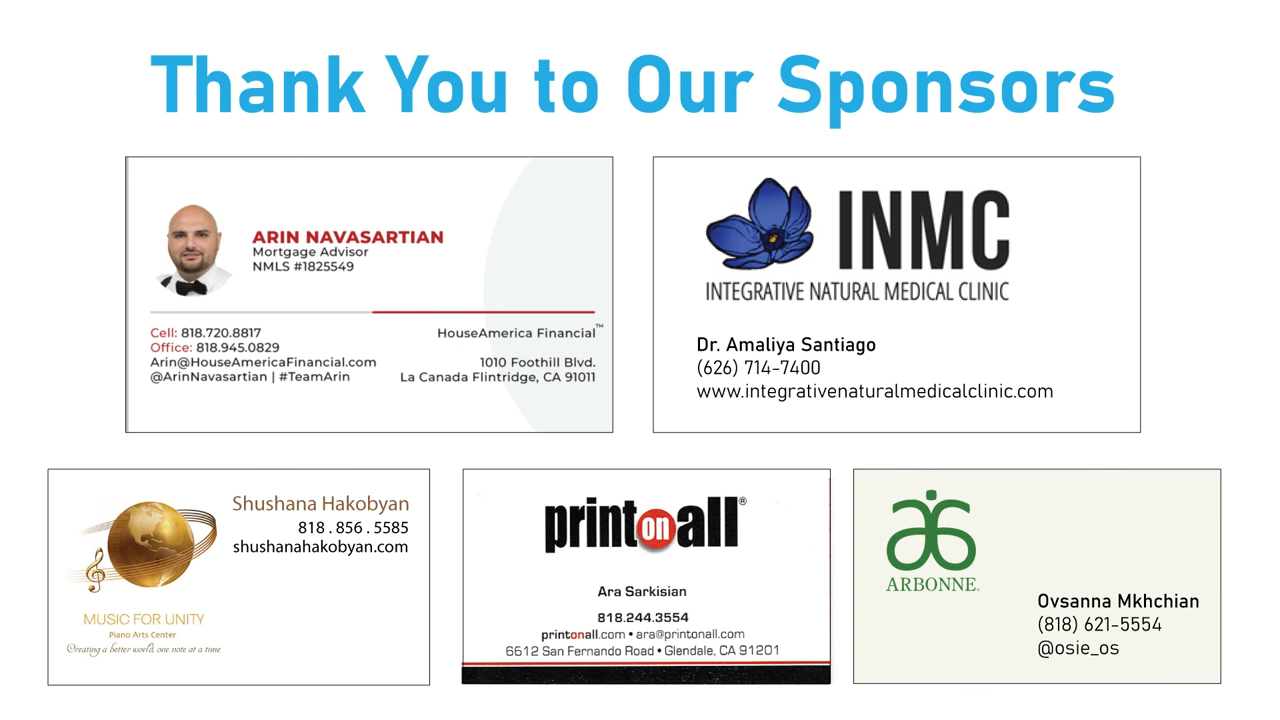 Thank You to Our Sponsors
ARIN NAVASARTIAN
Mortgage Advisor
NMLS #1825549
Cell: 818.720.8817
Office: 818.945.0829
Arin@HouseAmericaFinancial.com
@ArinNavasartian | #TeamArin
HouseAmerica Financial™
1010 Foothill Blvd.
La Canada Flintridge, CA 91011
INMC
INTEGRATIVE NATURAL MEDICAL CLINIC
Dr. Amaliya Santiago
(626) 714-7400
www.integrativenaturalmedicalclinic.com
Shushana Hakobyan
818 . 856 . 5585
shushanahakobyan.com
MUSIC FOR UNITY
Piano Arts Center
Creating a better world, one note at a time
printonall®
Ara Sarkisian
818.244.3554
printonall.com • ara@printonall.com
6612 San Fernando Road • Glendale, CA 91201
ARBONNE
Ovsanna Mkhchian
(818) 621-5554
@osie_os